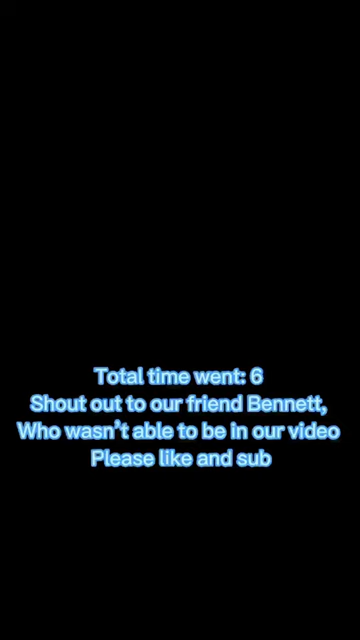 Total time went: 6
Shout out to our friend Bennett,
Who wasn't able to be in our video
Please like and sub